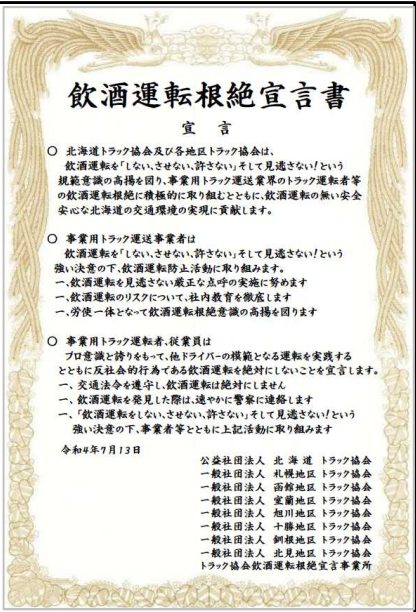 飲酒運転根絶宣言書
宣言
○ 北海道トラック協会及び各地区トラック協会は、
飲酒運転を「しない、させない、許さない」そして見逃さない!という
規範意識の高揚を図り、事業用トラック運送業界のトラック運転者等
の飲酒運転根絶に積極的に取り組むとともに、飲酒運転の無い安全
安心な北海道の交通環境の実現に貢献します。
○ 事業用トラック運送事業者は
飲酒運転を「しない、させない、許さない」そして見逃さない!という
強い決意の下、飲酒運転防止活動に取り組みます。
一、飲酒運転を見逃さない厳正な点呼の実施に努めます
一、飲酒運転のリスクについて、社内教育を徹底します
一、労使一体となって飲酒運転根絶意識の高揚を図ります
○ 事業用トラック運転者、従業員は
プロ意識と誇りをもって、他ドライバーの模範となる運転を実践する
とともに反社会的行為である飲酒運転を絶対にしないことを宣言します。
一、交通法令を遵守し、飲酒運転は絶対にしません
一、飲酒運転を発見した際は、速やかに警察に連絡します
一、「飲酒運転をしない、させない、許さない」そして見逃さない!という
強い決意の下、事業者等とともに上記活動に取り組みます
令和4年7月13日
公益社団法人 北海道 トラック協会
一般社団法人 札幌地区 トラック協会
一般社団法人 函館地区 トラック協会
一般社団法人 室蘭地区 トラック協会
一般社団法人 旭川地区 トラック協会
一般社団法人 十勝地区 トラック協会
一般社団法人 釧根地区 トラック協会
一般社団法人 北見地区 トラック協会
トラック協会飲酒運転根絶宣言事業所